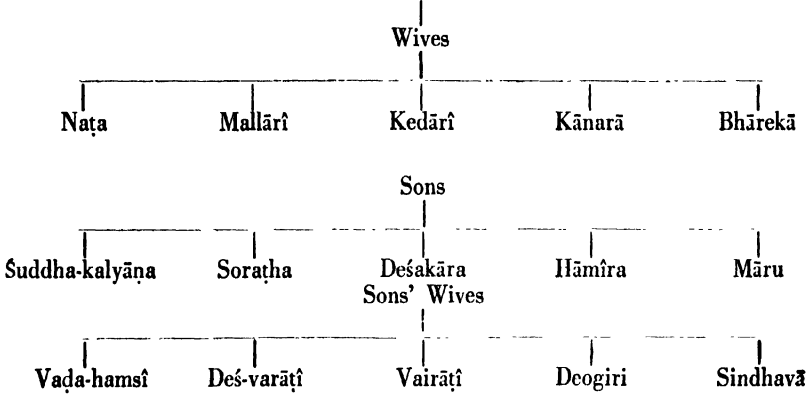 Wives
Naṭa Mallārî Kedārî Kānarā Bhārekā
Sons
Śuddha-kalyāṇa Soraṭha Deśakāra Hāmîra Māru
Sons' Wives
Vaḍa-hamsî Deś-varāṭî Vairāṭî Deogiri Sindhavā